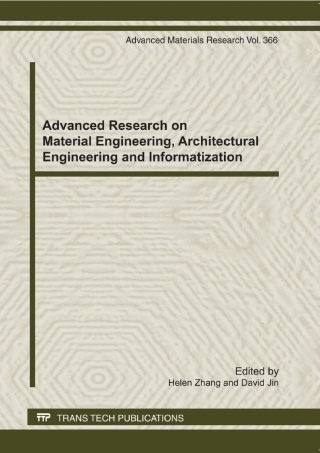 Advanced Materials Research Vol. 366
Advanced Research on
Material Engineering, Architectural
Engineering and Informatization
Edited by
Helen Zhang and David Jin
TTP TRANS TECH PUBLICATIONS